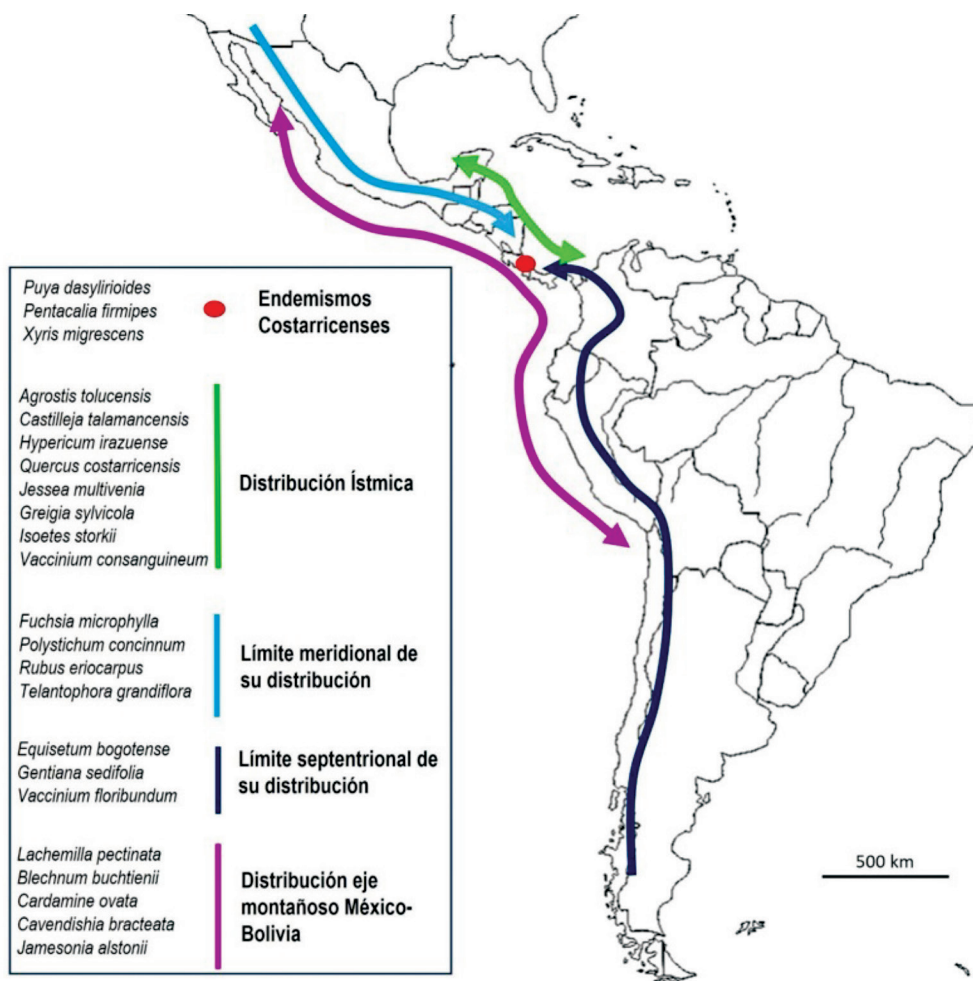 Puya dasylirioides
Pentacalia firmipes
Xyris migrescens
Endemismos
Costarricenses
Agrostis tolucensis
Castilleja talamancensis
Hypericum irazuense
Quercus costarricensis
Jessea multivenia
Greigia sylvicola
Isoetes storkii
Vaccinium consanguineum
Distribución Ístmica
Fuchsia microphylla
Polystichum concinnum
Rubus eriocarpus
Telantophora grandiflora
Límite meridional de
su distribución
Equisetum bogotense
Gentiana sedifolia
Vaccinium floribundum
Límite septentrional de
su distribución
Lachemilla pectinata
Blechnum buchtienii
Cardamine ovata
Cavendishia bracteata
Jamesonia alstonii
Distribución eje
montañoso México-
Bolivia
500 km